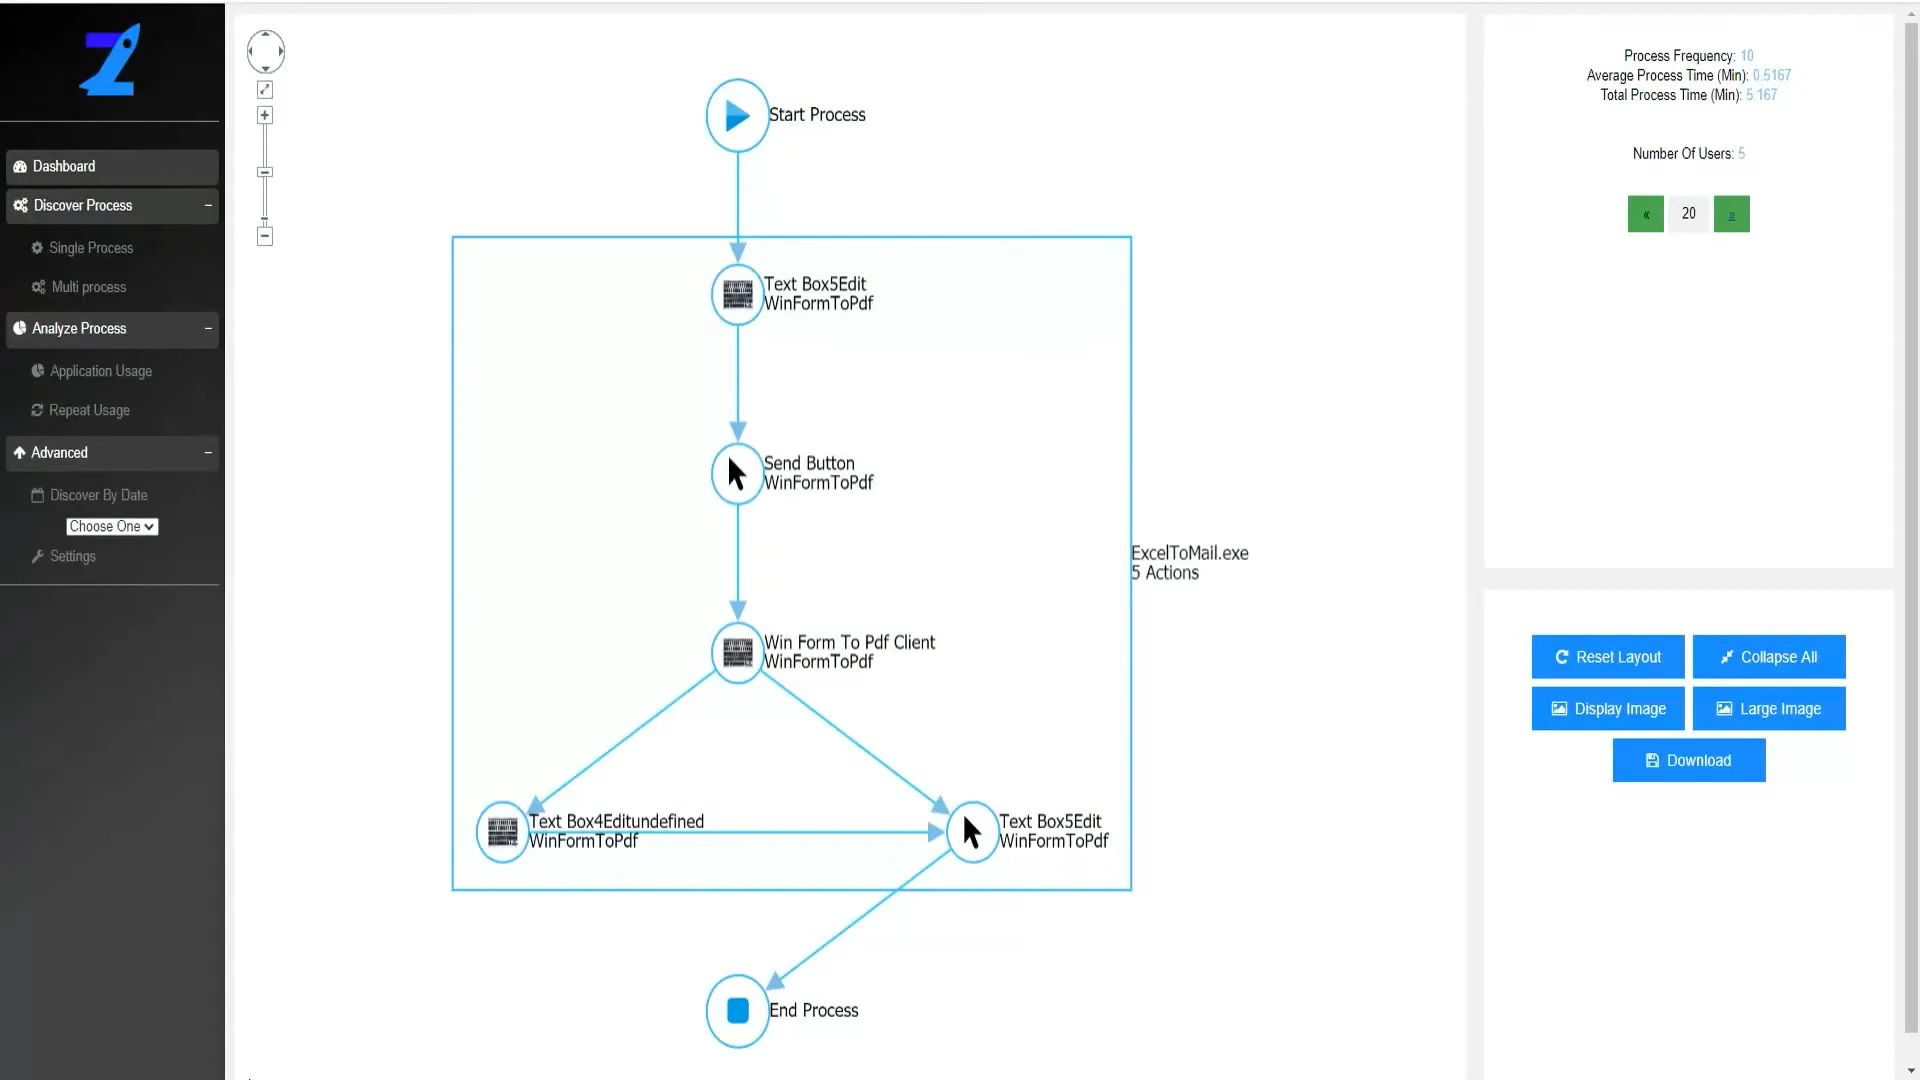 Dashboard
Discover Process
Single Process
Multi process
Analyze Process
Application Usage
Repeat Usage
Advanced
Discover By Date
Choose One
Settings
Start Process
Text Box5Edit
WinFormToPdf
Send Button
WinFormToPdf
ExcelToMail.exe
5 Actions
Win Form To Pdf Client
WinFormToPdf
Text Box4Editundefined
WinFormToPdf
Text Box5Edit
WinFormToPdf
End Process
Process Frequency: 10
Average Process Time (Min): 0.5167
Total Process Time (Min): 5.167
Number Of Users: 5
« 20 »
Reset Layout
Collapse All
Display Image
Large Image
Download